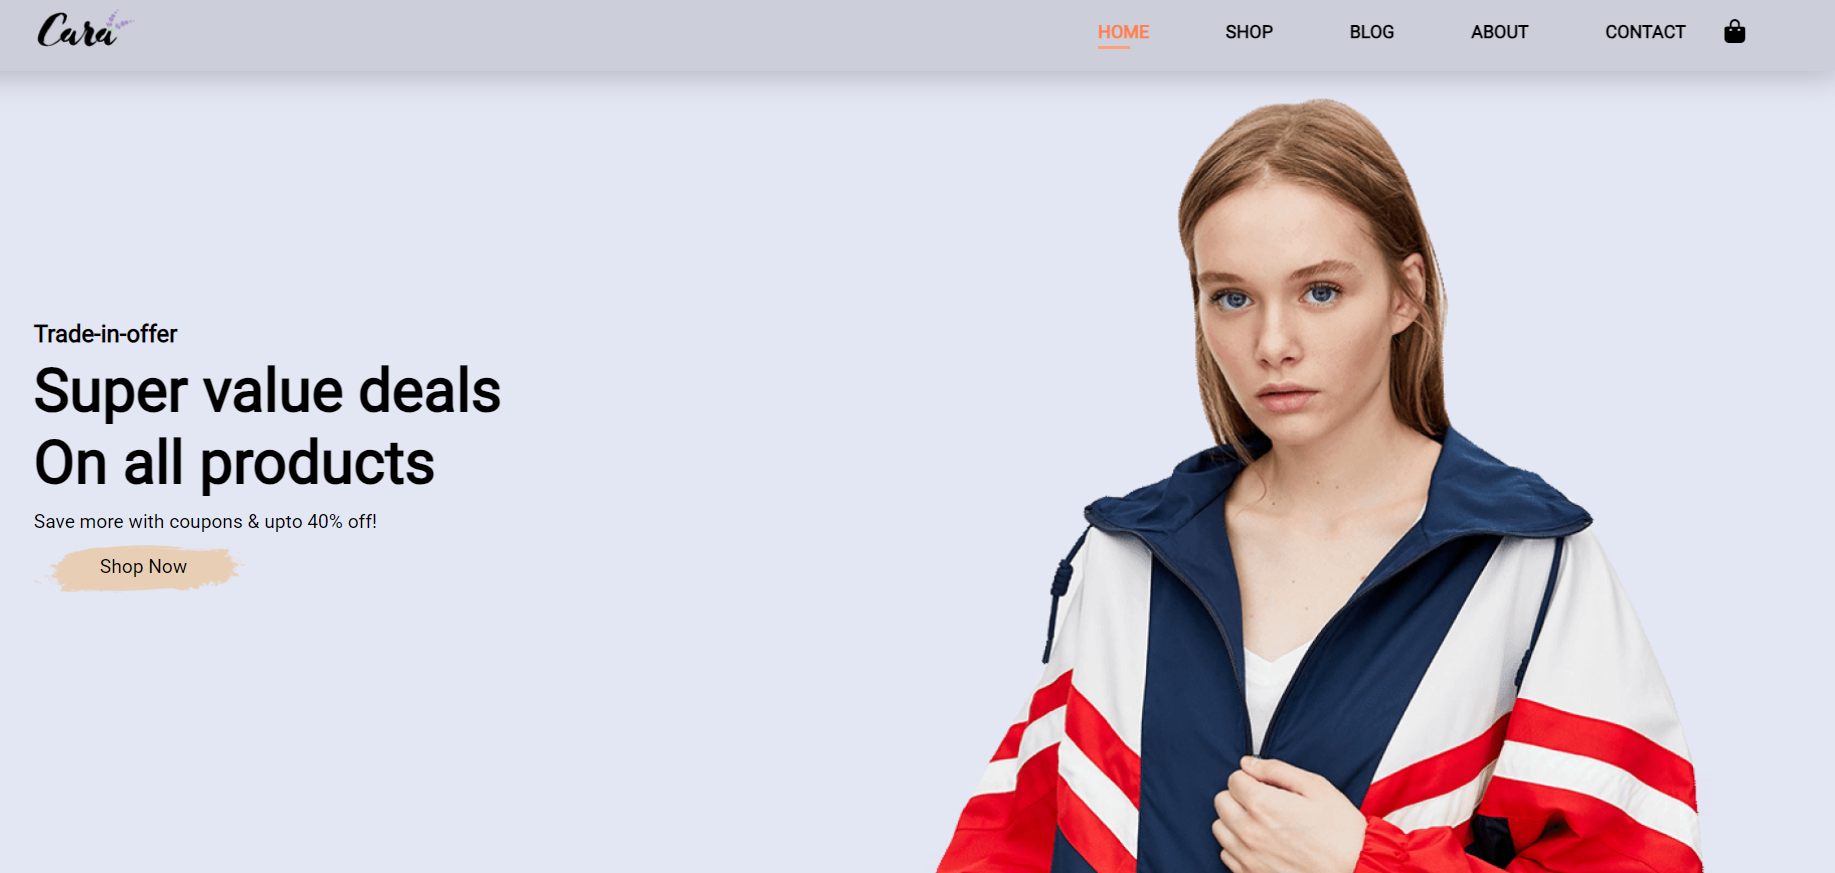 Cara
HOME SHOP BLOG ABOUT CONTACT
Trade-in-offer
Super value deals
On all products
Save more with coupons & upto 40% off!
Shop Now